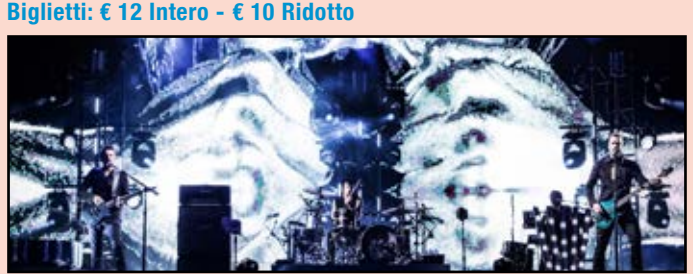 Biglietti: € 12 Intero - € 10 Ridotto